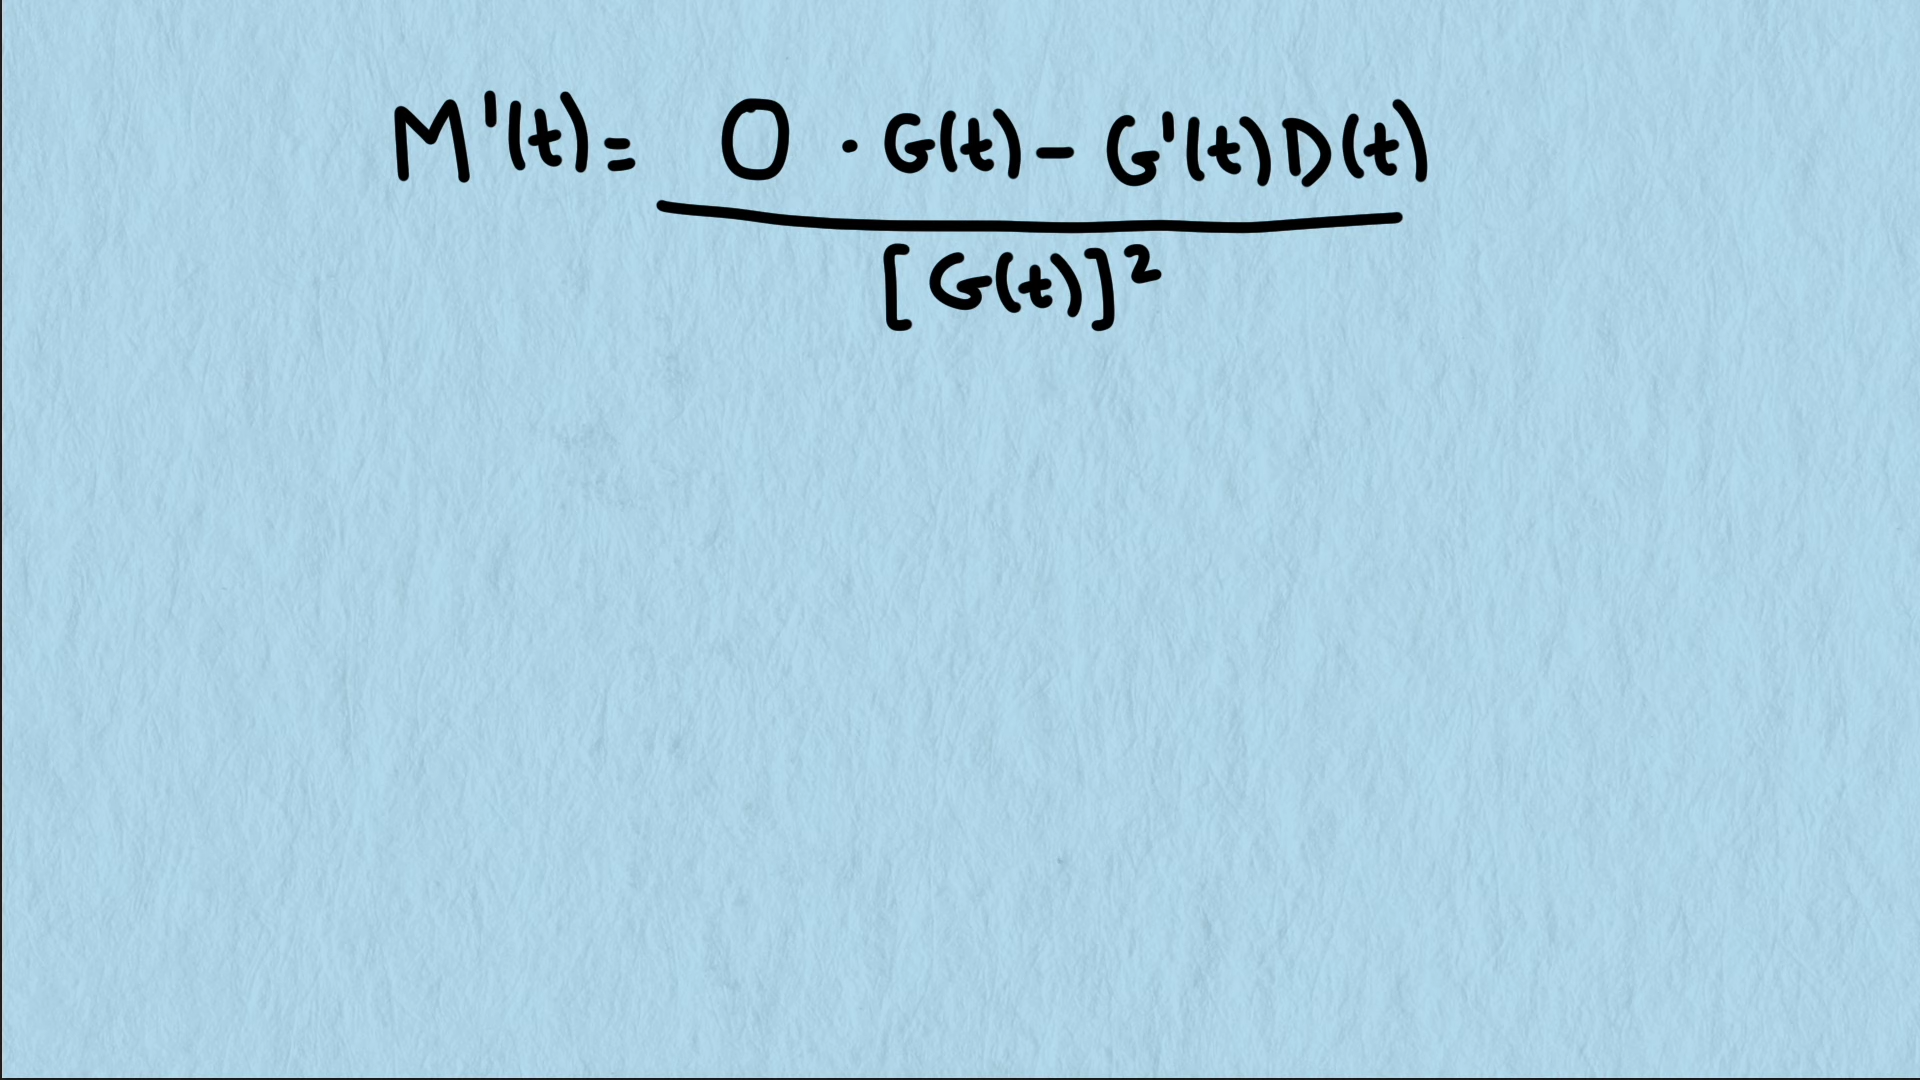 M'(t) = 0 · G(t) - G'(t)D(t)
[G(t)]²